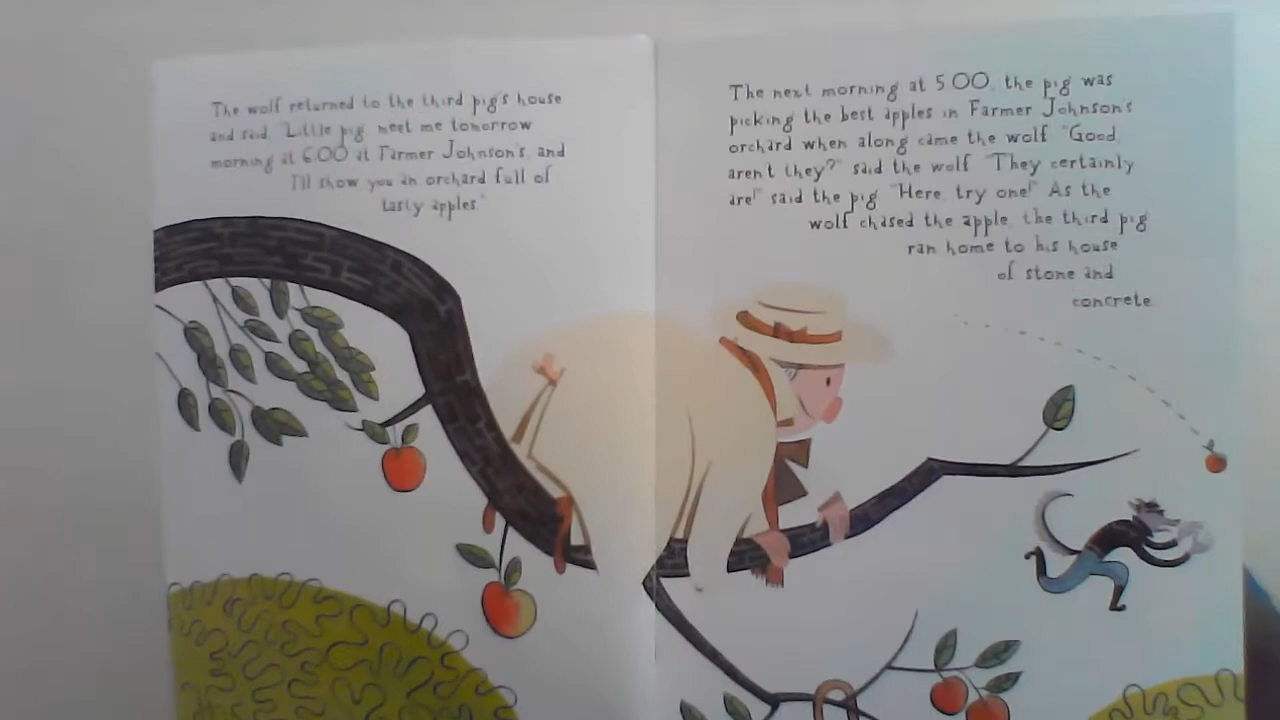 The wolf returned to the third pig's house
and said "Little pig, meet me tomorrow
morning at 6:00 at Farmer Johnson's, and
I'll show you an orchard full of
tasty apples."
The next morning at 5:00, the pig was
picking the best apples in Farmer Johnson's
orchard when along came the wolf. "Good,
aren't they?" said the wolf. "They certainly
are!" said the pig. "Here, try one!" As the
wolf chased the apple, the third pig
ran home to his house
of stone and
concrete.